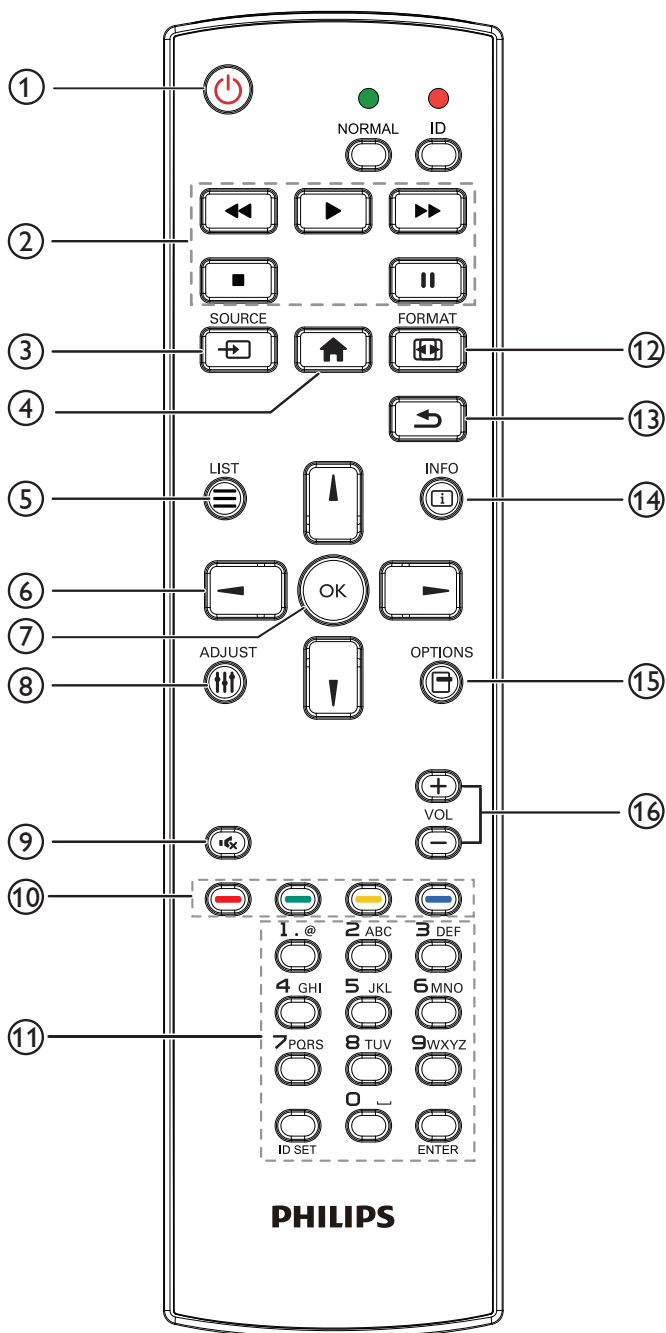 1
NORMAL ID
2
SOURCE FORMAT
3
12
4
13
LIST INFO
5
14
6
OK
7
ADJUST OPTIONS
8
15
VOL
16
9
10
1 . @ 2 ABC 3 DEF
4 GHI 5 JKL 6 MNO
11
7 PQRS 8 TUV 9 WXYZ
0 ⎵
ID SET ENTER
PHILIPS